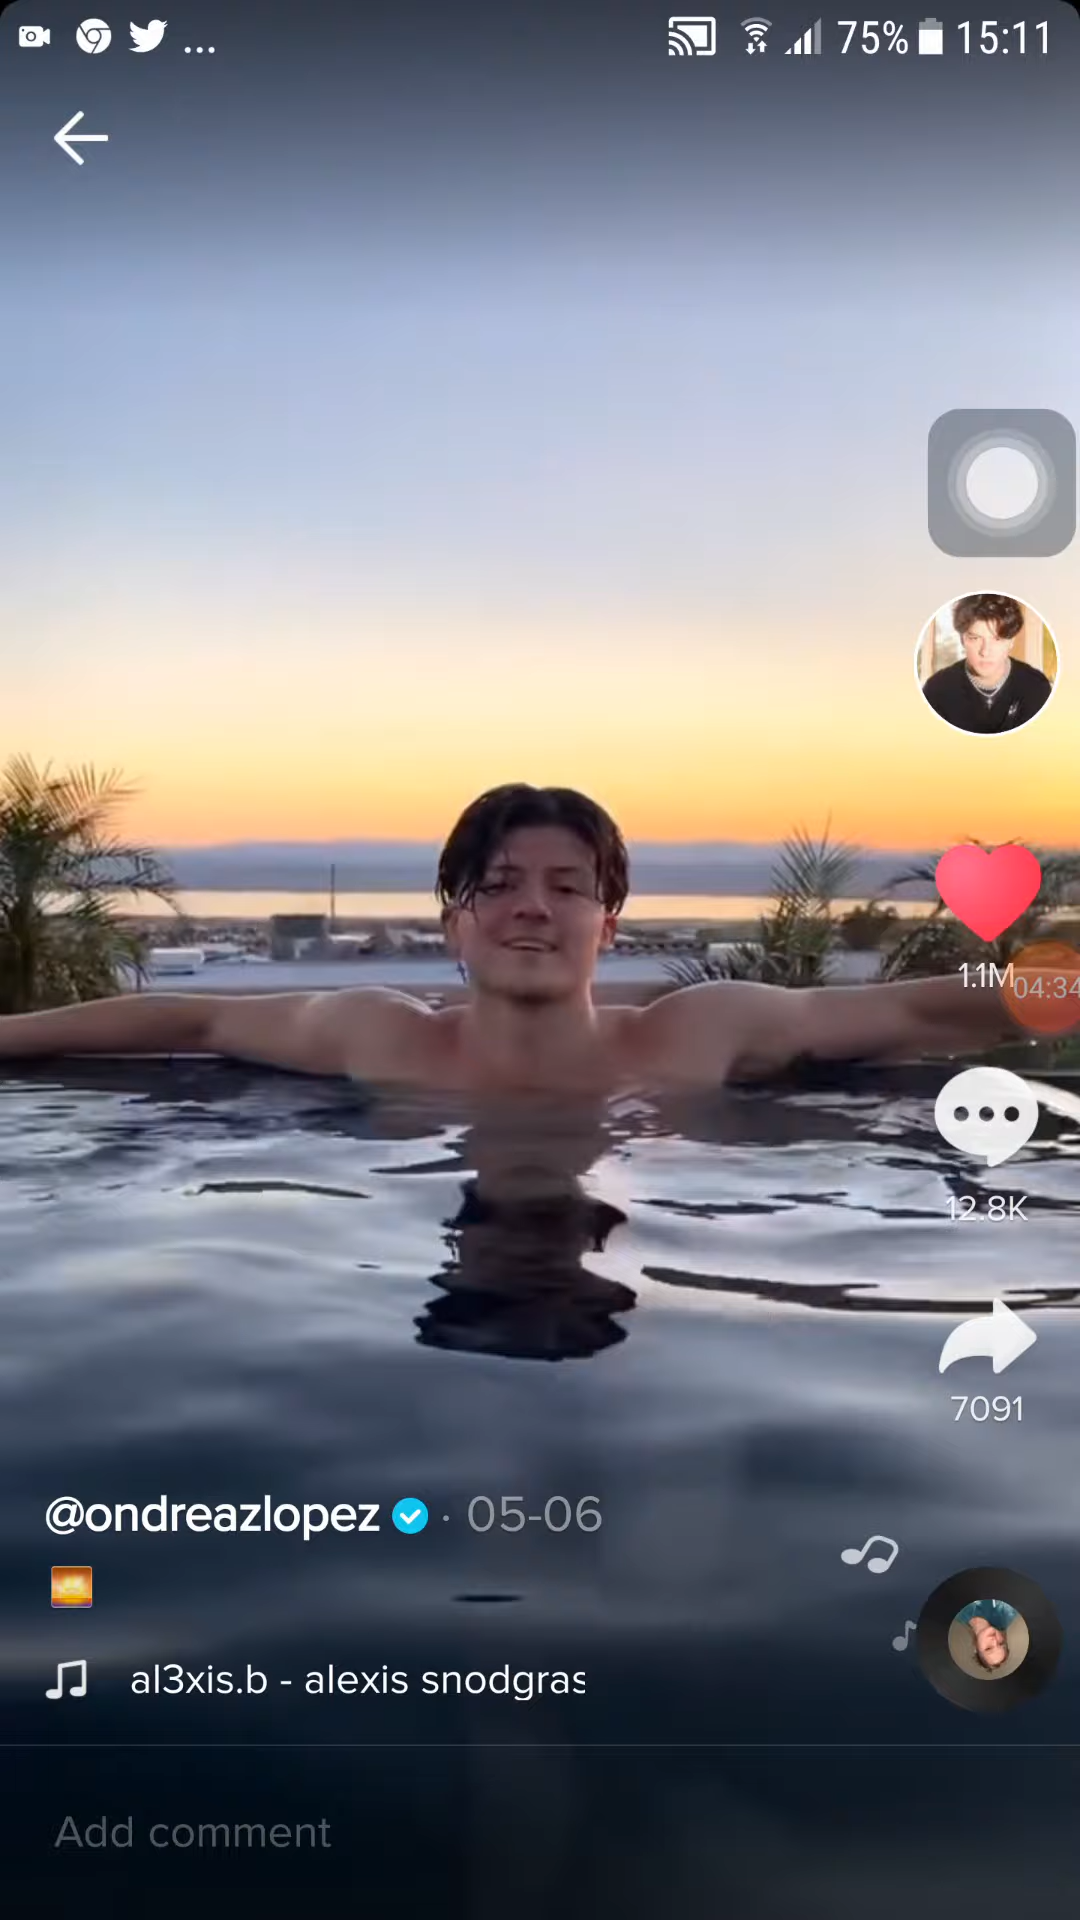 ... 75% 15:11
1.1M
04:34
12.8K
7091
@ondreazlopez · 05-06
al3xis.b - alexis snodgras
Add comment